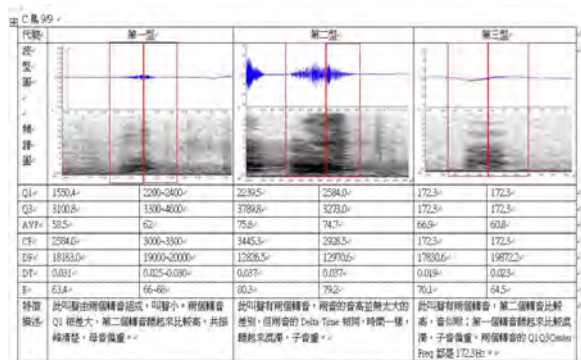 C 鳥 9/9
代號 第一型 第二型 第三型
波型圖
頻譜圖
Q1 1550.4 2200~2400 2239.5 2584.0 172.3 172.3
Q3 3100.8 3300~4600 3789.8 3273.0 172.3 172.3
AVP 58.5 62 75.8 74.7 66.9 60.8
CF 2584.0 3000~3300 3445.3 2928.5 172.3 172.3
DF 18183.0 19000~20000 12826.5 12970.6 17830.6 19872.2
DT 0.031 0.025~0.030 0.037 0.037 0.019 0.023
E 63.4 66~68 80.3 79.2 70.1 64.5
特徵描述
此叫聲由兩個轉音組成，叫聲小。兩個轉音
Q1 相差大，第二個轉音聽起來比較高，共振
峰清楚，母音偏重。
此叫聲有兩個轉音，兩音的音高並無太大的
差別，但兩音的 Delta Time 相同，時間一樣，
聽起來混濁，子音重。
此叫聲有兩個轉音，第二個轉音比較
高，音似啾；第一個轉音聽起來比較混
濁，子音偏重，兩個轉音的 Q1Q3Center
Freq 都是 172.3Hz。